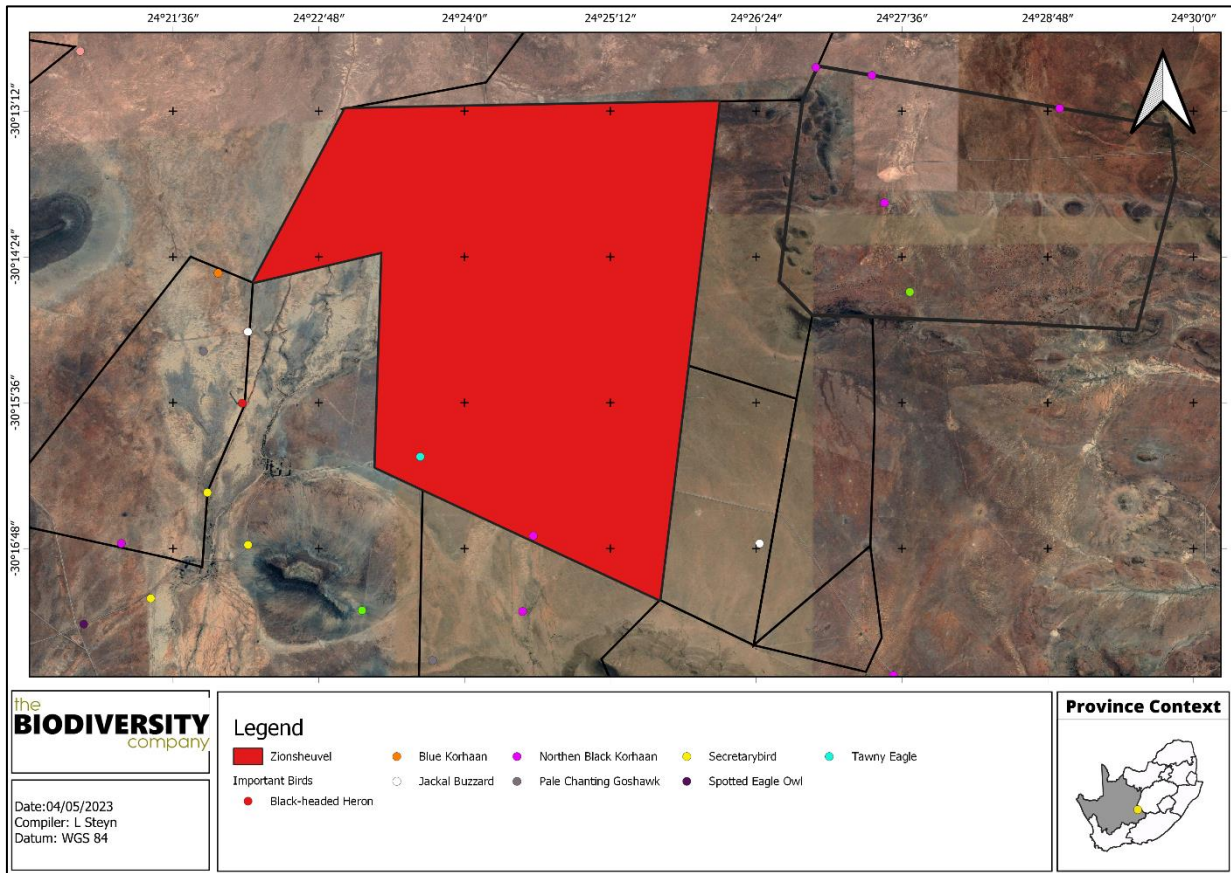 24°21′36″ 24°22′48″ 24°24′0″ 24°25′12″ 24°26′24″ 24°27′36″ 24°28′48″ 24°30′0″
-30°13′12″
-30°14′24″
-30°15′36″
-30°16′48″
the
BIODIVERSITY
company
Date:04/05/2023
Compiler: L Steyn
Datum: WGS 84
Legend
Zionsheuvel
Important Birds
Black-headed Heron
Blue Korhaan
Jackal Buzzard
Northen Black Korhaan
Pale Chanting Goshawk
Secretarybird
Spotted Eagle Owl
Tawny Eagle
Province Context